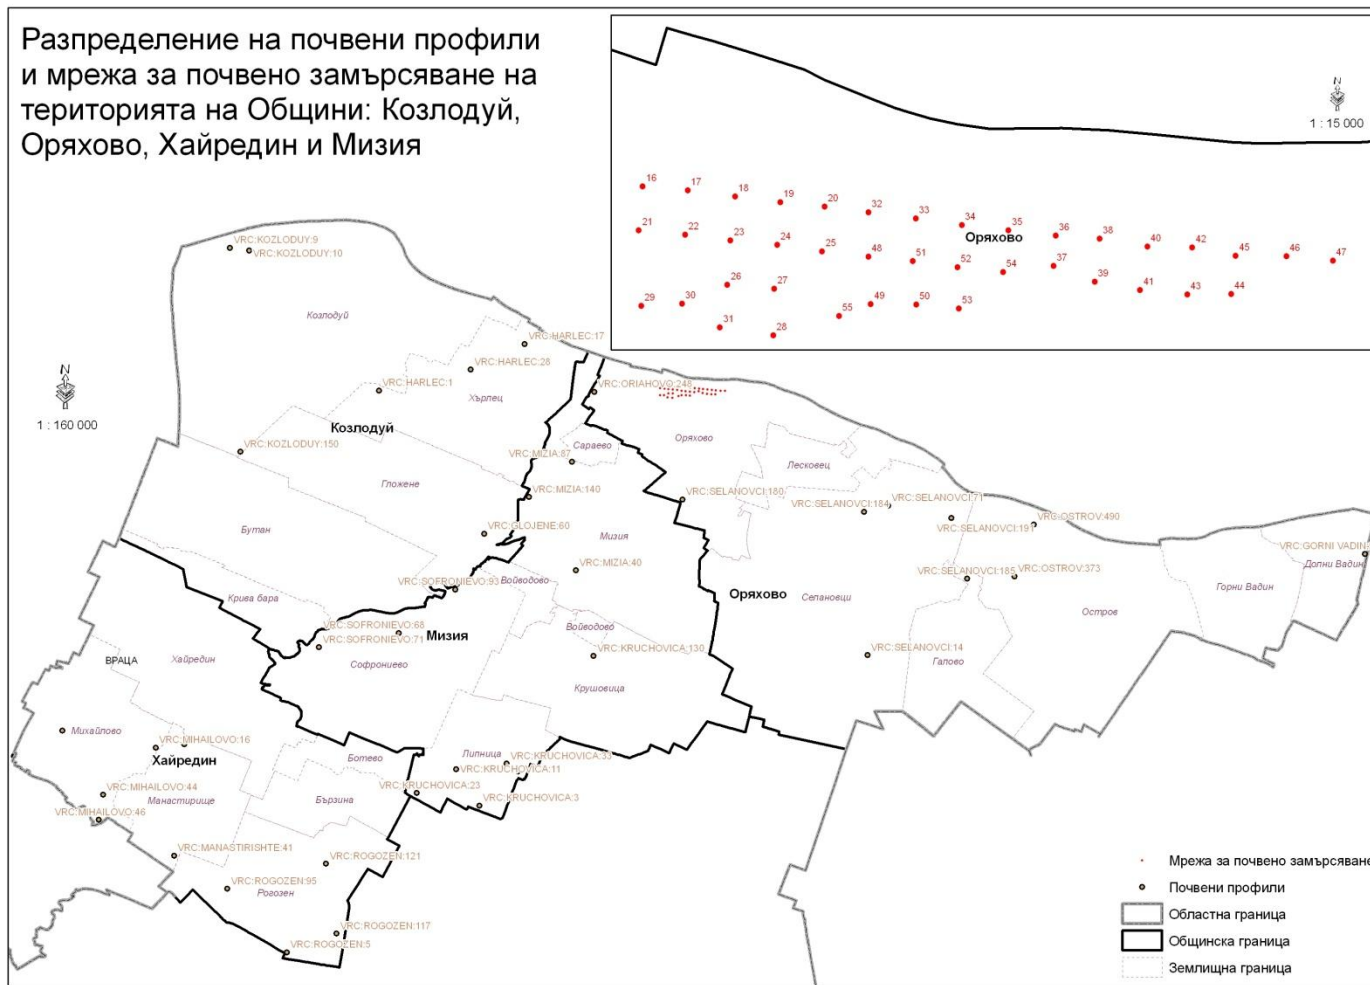 Разпределение на почвени профили
и мрежа за почвено замърсяване на
територията на Общини: Козлодуй,
Оряхово, Хайредин и Мизия
N
1 : 15 000
16
17
18
19
20
32
33
34
35
36
38
40
42
45
46
47
21
22
23
24
25
48
51
52
54
37
39
41
43
44
Оряхово
26
27
29
30
31
28
55
49
50
53
VRC:KOZLODUY:9
VRC:KOZLODUY:10
Козлодуй
VRC:HARLEC:17
VRC:HARLEC:28
VRC:HARLEC:1
Хърлец
N
1 : 160 000
VRC:ORIAHOVO:248
Козлодуй
VRC:KOZLODUY:150
Оряхово
Сараево
VRC:MIZIA:87
Лесковец
Гложене
VRC:MIZIA:140
VRC:SELANOVCI:180
VRC:SELANOVCI:184
VRC:SELANOVCI:71
VRC:SELANOVCI:191
VRC:OSTROV:490
Бутан
VRC:GLOJENE:60
Мизия
VRC:GORNI VADIN:
Долни Вадин
VRC:SOFRONIEVO:93
Войводово
VRC:MIZIA:40
VRC:SELANOVCI:185
VRC:OSTROV:373
Горни Вадин
Крива бара
Оряхово
Селановци
Остров
VRC:SOFRONIEVO:68
VRC:SOFRONIEVO:71
Мизия
Войводово
VRC:KRUCHOVICA:130
VRC:SELANOVCI:14
Галово
ВРАЦА
Хайредин
Софрониево
Крушовица
Михайлово
VRC:MIHAILOVO:16
Хайредин
Ботево
Липница
VRC:KRUCHOVICA:33
VRC:KRUCHOVICA:11
VRC:KRUCHOVICA:23
VRC:KRUCHOVICA:3
VRC:MIHAILOVO:44
Манастирище
Бързина
VRC:MIHAILOVO:46
VRC:MANASTIRISHTE:41
VRC:ROGOZEN:121
VRC:ROGOZEN:95
Рогозен
VRC:ROGOZEN:117
VRC:ROGOZEN:5
Мрежа за почвено замърсяване
Почвени профили
Областна граница
Общинска граница
Землищна граница